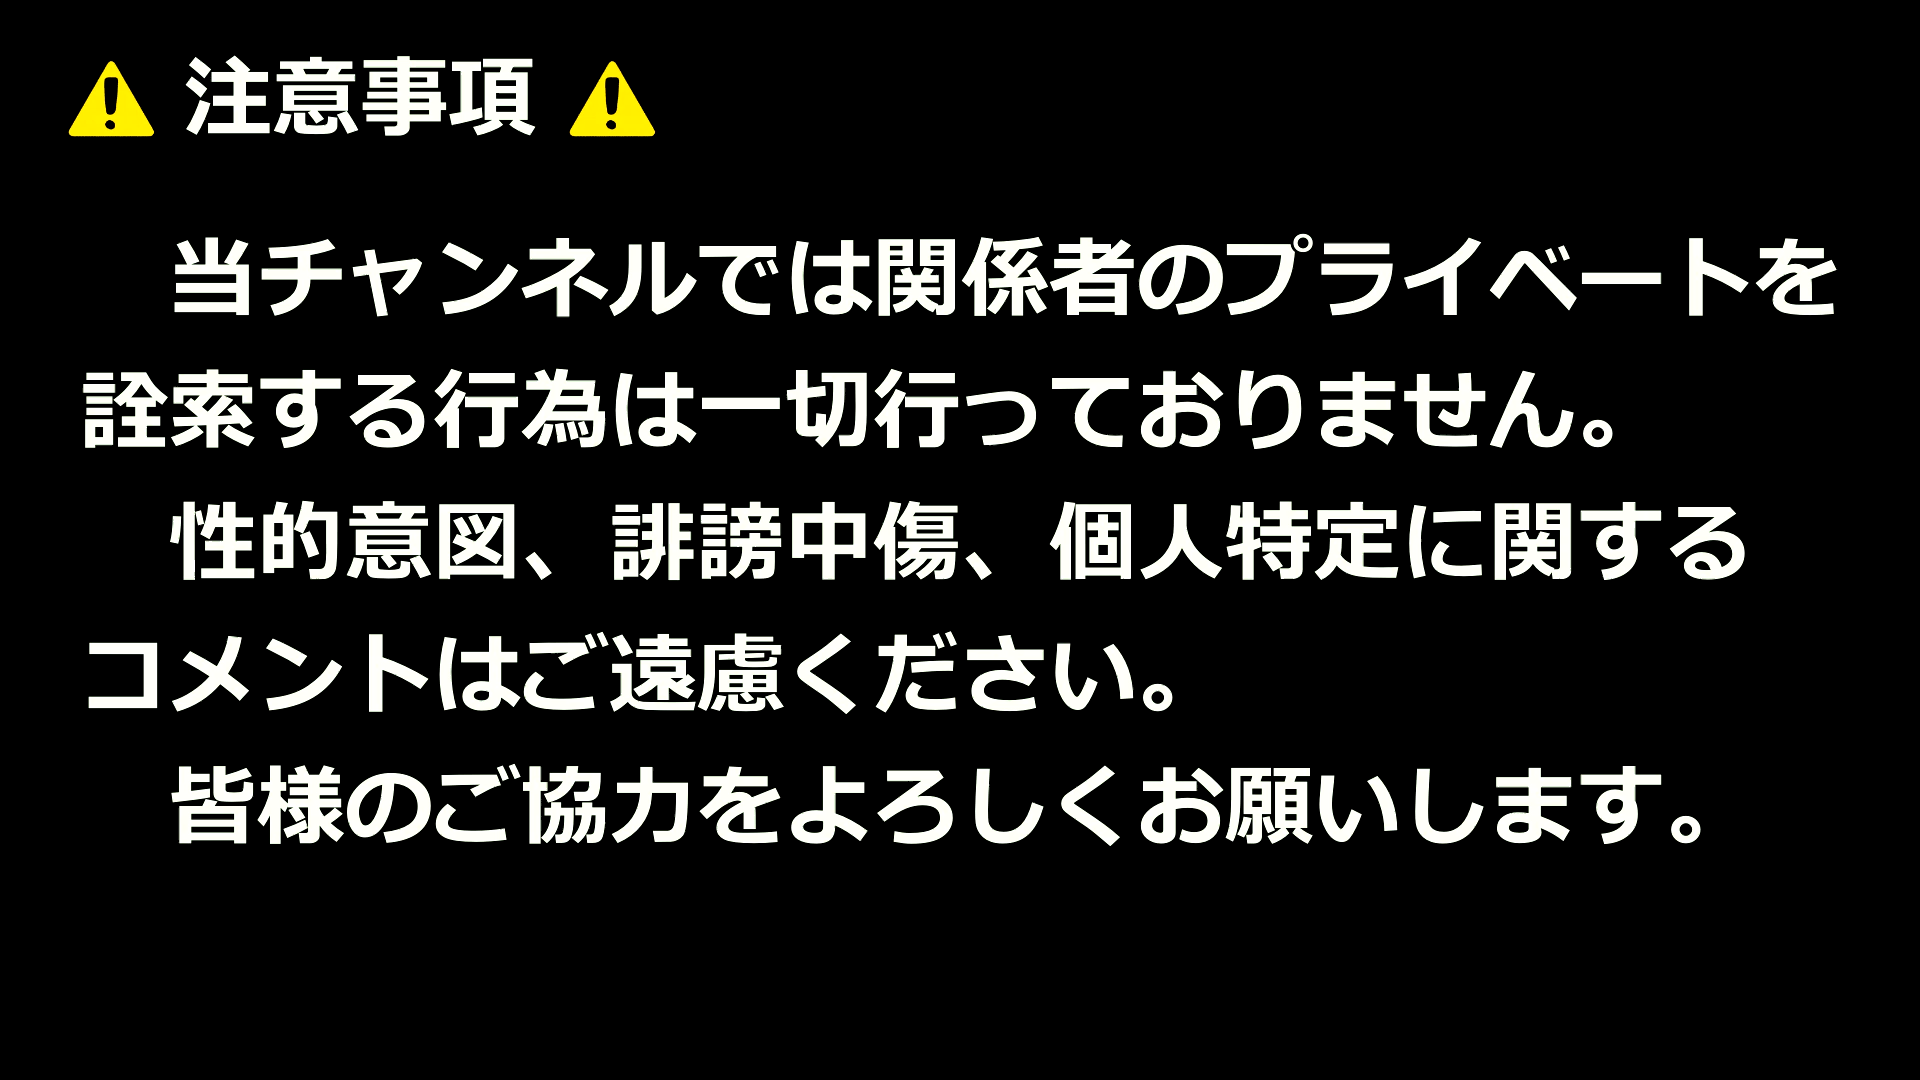 ⚠ 注意事項 ⚠
　当チャンネルでは関係者のプライベートを
詮索する行為は一切行っておりません。
　性的意図、誹謗中傷、個人特定に関する
コメントはご遠慮ください。
　皆様のご協力をよろしくお願いします。